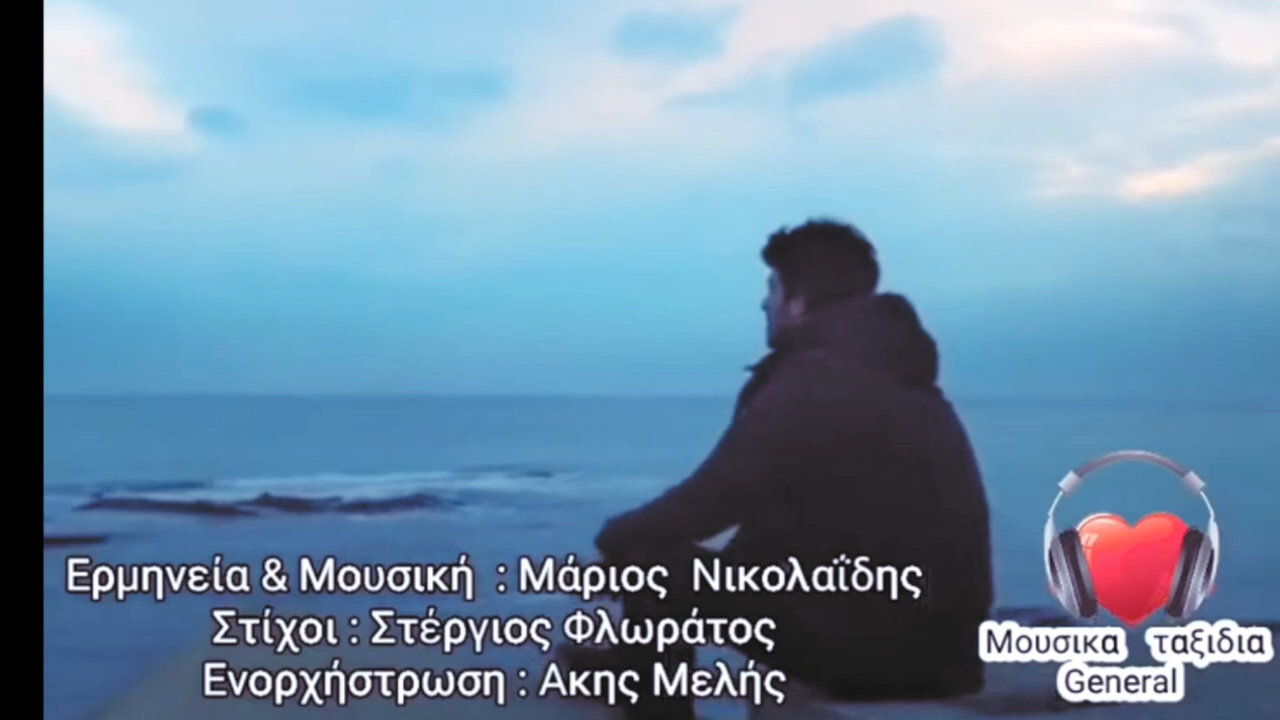 Ερμηνεία & Μουσική : Μάριος Νικολαΐδης
Στίχοι : Στέργιος Φλωράτος
Ενορχήστρωση : Ακης Μελής
Μουσικα ταξιδια
General